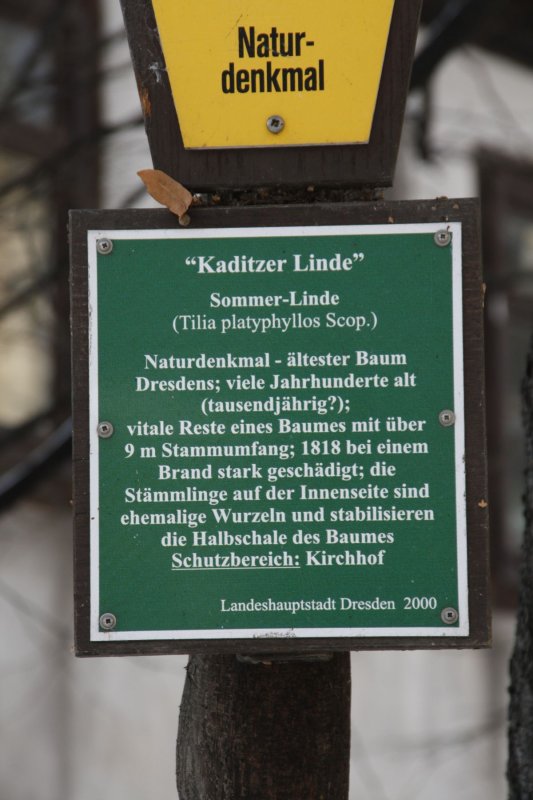 Natur-
denkmal
"Kaditzer Linde"
Sommer-Linde
(Tilia platyphyllos Scop.)
Naturdenkmal - ältester Baum
Dresdens; viele Jahrhunderte alt
(tausendjährig?);
vitale Reste eines Baumes mit über
9 m Stammumfang; 1818 bei einem
Brand stark geschädigt; die
Stämmlinge auf der Innenseite sind
ehemalige Wurzeln und stabilisieren
die Halbschale des Baumes
Schutzbereich: Kirchhof
Landeshauptstadt Dresden 2000